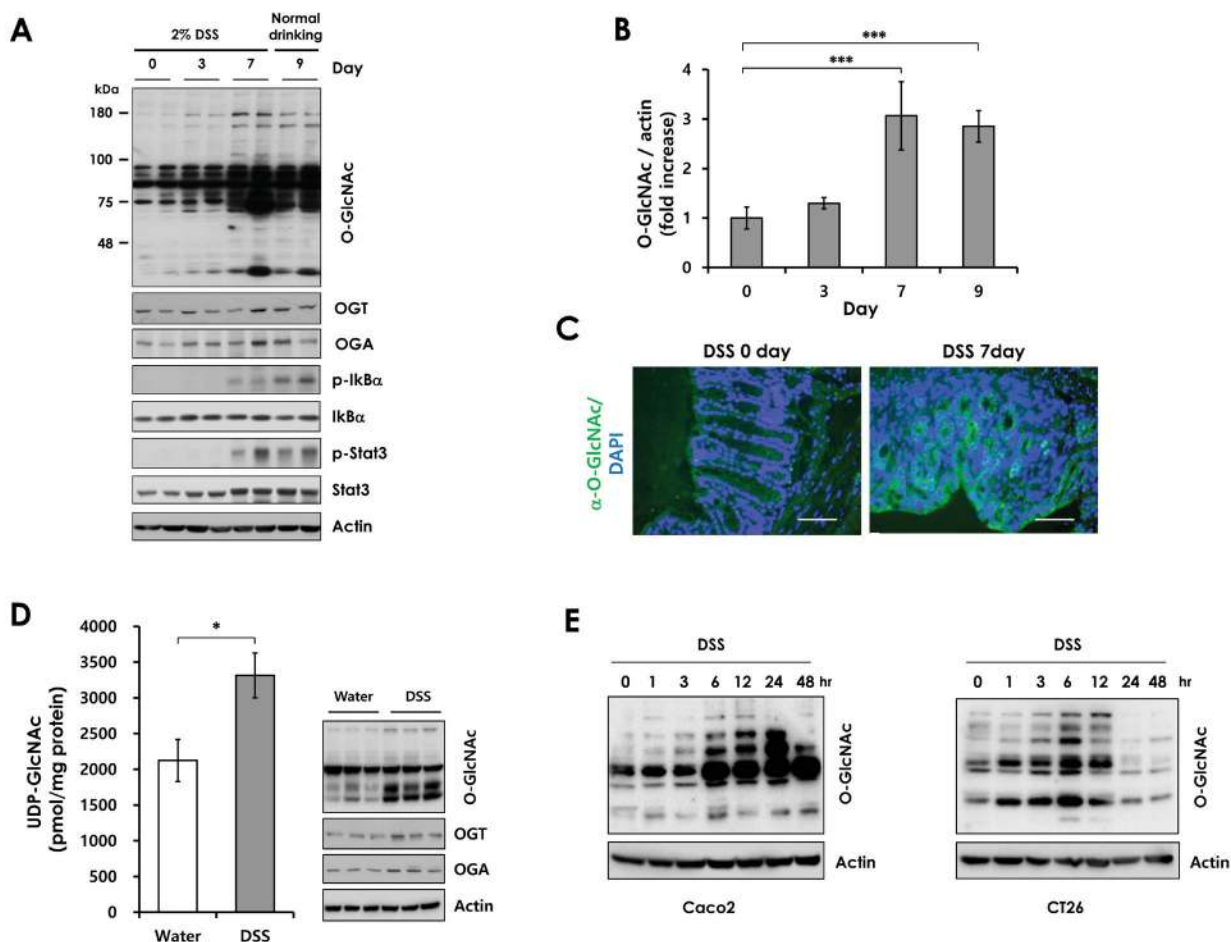 A
2% DSS
Normal
drinking
0 3 7 9 Day
kDa
180
100
75
48
O-GlcNAc
OGT
OGA
p-IkBα
IkBα
p-Stat3
Stat3
Actin
B
***
***
O-GlcNAc / actin
(fold increase)
4
3
2
1
0
0 3 7 9
Day
C
DSS 0 day DSS 7day
α-O-GlcNAc/
DAPI
D
UDP-GlcNAc
(pmol/mg protein)
4000
3500
3000
2500
2000
1500
1000
500
0
*
Water DSS
Water DSS
O-GlcNAc
OGT
OGA
Actin
E
DSS
0 1 3 6 12 24 48 hr
O-GlcNAc
Actin
Caco2
DSS
0 1 3 6 12 24 48 hr
O-GlcNAc
Actin
CT26